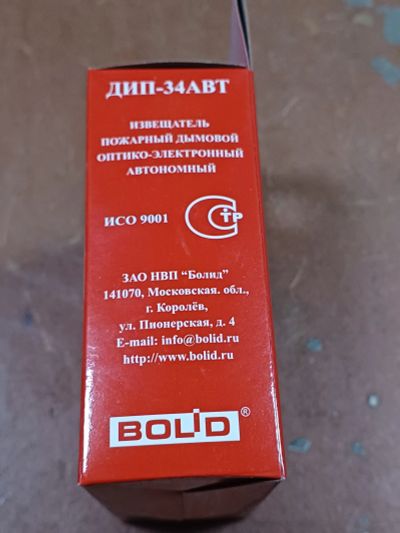 ДИП-34АВТ
ИЗВЕЩАТЕЛЬ
ПОЖАРНЫЙ ДЫМОВОЙ
ОПТИКО-ЭЛЕКТРОННЫЙ
АВТОНОМНЫЙ
ИСО 9001
СТР
ЗАО НВП “Болид”
141070, Московская. обл.,
г. Королёв,
ул. Пионерская, д. 4
E-mail: info@bolid.ru
http://www.bolid.ru
BOLID®